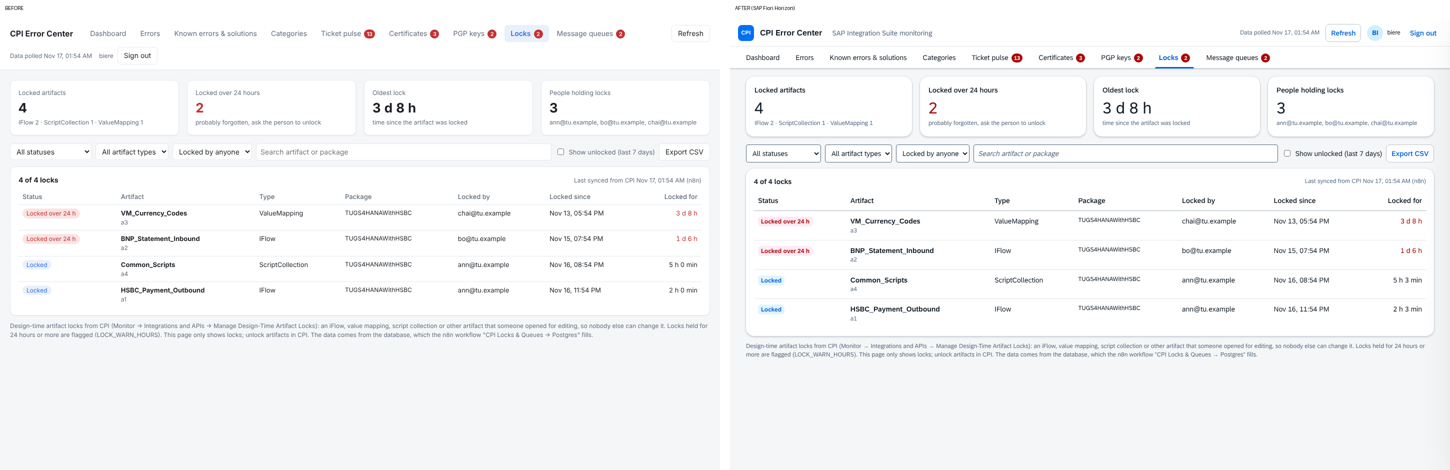 BEFORE
CPI Error Center Dashboard Errors Known errors & solutions Categories Ticket pulse 13 Certificates 3 PGP keys 2 Locks 2 Message queues 2 Refresh
Data polled Nov 17, 01:54 AM biere Sign out
Locked artifacts
4
IFlow 2 · ScriptCollection 1 · ValueMapping 1
Locked over 24 hours
2
probably forgotten, ask the person to unlock
Oldest lock
3 d 8 h
time since the artifact was locked
People holding locks
3
ann@tu.example, bo@tu.example, chai@tu.example
All statuses All artifact types Locked by anyone Search artifact or package Show unlocked (last 7 days) Export CSV
4 of 4 locks Last synced from CPI Nov 17, 01:54 AM (n8n)
Status Artifact Type Package Locked by Locked since Locked for
Locked over 24 h VM_Currency_Codes ValueMapping TUGS4HANAWithHSBC chai@tu.example Nov 13, 05:54 PM 3 d 8 h
a3
Locked over 24 h BNP_Statement_Inbound IFlow TUGS4HANAWithHSBC bo@tu.example Nov 15, 07:54 PM 1 d 6 h
a2
Locked Common_Scripts ScriptCollection TUGS4HANAWithHSBC ann@tu.example Nov 16, 08:54 PM 5 h 0 min
a4
Locked HSBC_Payment_Outbound IFlow TUGS4HANAWithHSBC ann@tu.example Nov 16, 11:54 PM 2 h 0 min
a1
Design-time artifact locks from CPI (Monitor → Integrations and APIs → Manage Design-Time Artifact Locks): an iFlow, value mapping, script collection or other artifact that someone opened for editing, so nobody else can change it. Locks held for
24 hours or more are flagged (LOCK_WARN_HOURS). This page only shows locks; unlock artifacts in CPI. The data comes from the database, which the n8n workflow "CPI Locks & Queues → Postgres" fills.
AFTER (SAP Fiori Horizon)
CPI CPI Error Center SAP Integration Suite monitoring Data polled Nov 17, 01:54 AM Refresh BI biere Sign out
Dashboard Errors Known errors & solutions Categories Ticket pulse 13 Certificates 3 PGP keys 2 Locks 2 Message queues 2
Locked artifacts
4
IFlow 2 · ScriptCollection 1 · ValueMapping 1
Locked over 24 hours
2
probably forgotten, ask the person to unlock
Oldest lock
3 d 8 h
time since the artifact was locked
People holding locks
3
ann@tu.example, bo@tu.example, chai@tu.example
All statuses All artifact types Locked by anyone Search artifact or package Show unlocked (last 7 days) Export CSV
4 of 4 locks Last synced from CPI Nov 17, 01:54 AM (n8n)
Status Artifact Type Package Locked by Locked since Locked for
Locked over 24 h VM_Currency_Codes ValueMapping TUGS4HANAWithHSBC chai@tu.example Nov 13, 05:54 PM 3 d 8 h
a3
Locked over 24 h BNP_Statement_Inbound IFlow TUGS4HANAWithHSBC bo@tu.example Nov 15, 07:54 PM 1 d 6 h
a2
Locked Common_Scripts ScriptCollection TUGS4HANAWithHSBC ann@tu.example Nov 16, 08:54 PM 5 h 3 min
a4
Locked HSBC_Payment_Outbound IFlow TUGS4HANAWithHSBC ann@tu.example Nov 16, 11:54 PM 2 h 3 min
a1
Design-time artifact locks from CPI (Monitor → Integrations and APIs → Manage Design-Time Artifact Locks): an iFlow, value mapping, script collection or other artifact that someone opened for editing, so nobody else can change it. Locks held for 24 hours or
more are flagged (LOCK_WARN_HOURS). This page only shows locks; unlock artifacts in CPI. The data comes from the database, which the n8n workflow "CPI Locks & Queues → Postgres" fills.